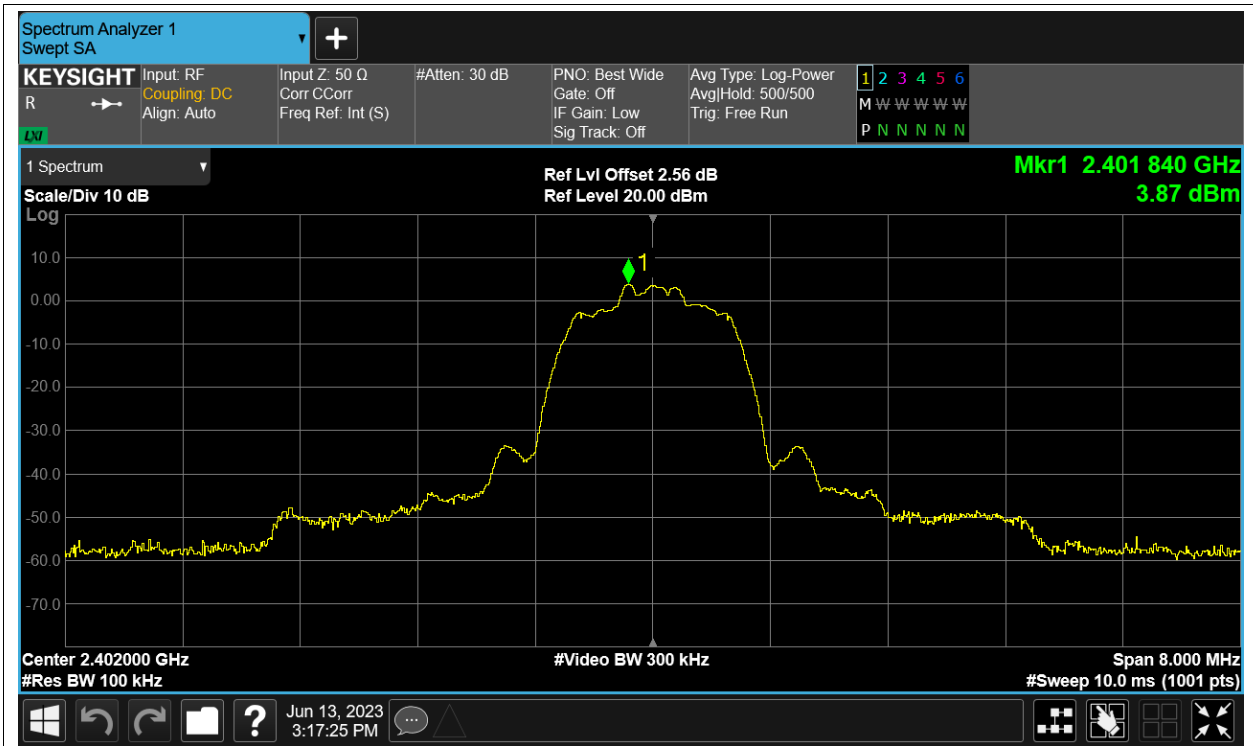 Spectrum Analyzer 1
Swept SA
KEYSIGHT
R
LXI
Input: RF
Coupling: DC
Align: Auto
Input Z: 50 Ω
Corr CCorr
Freq Ref: Int (S)
#Atten: 30 dB
PNO: Best Wide
Gate: Off
IF Gain: Low
Sig Track: Off
Avg Type: Log-Power
Avg|Hold: 500/500
Trig: Free Run
1 2 3 4 5 6
M W W W W W
P N N N N N
1 Spectrum
Scale/Div 10 dB
Log
Ref Lvl Offset 2.56 dB
Ref Level 20.00 dBm
Mkr1 2.401 840 GHz
3.87 dBm
1
10.0
0.00
-10.0
-20.0
-30.0
-40.0
-50.0
-60.0
-70.0
Center 2.402000 GHz
#Res BW 100 kHz
#Video BW 300 kHz
Span 8.000 MHz
#Sweep 10.0 ms (1001 pts)
?
Jun 13, 2023
3:17:25 PM